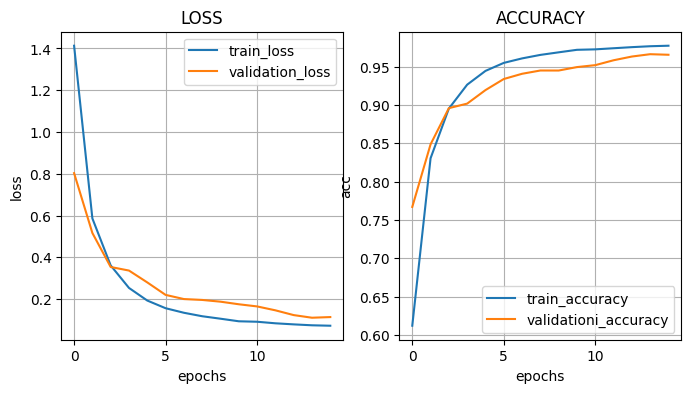 LOSS
1.4
1.2
1.0
0.8
0.6
0.4
0.2
loss
0
5
10
epochs
train_loss
validation_loss
ACCURACY
0.95
0.90
0.85
0.80
0.75
0.70
0.65
0.60
acc
0
5
10
epochs
train_accuracy
validationi_accuracy